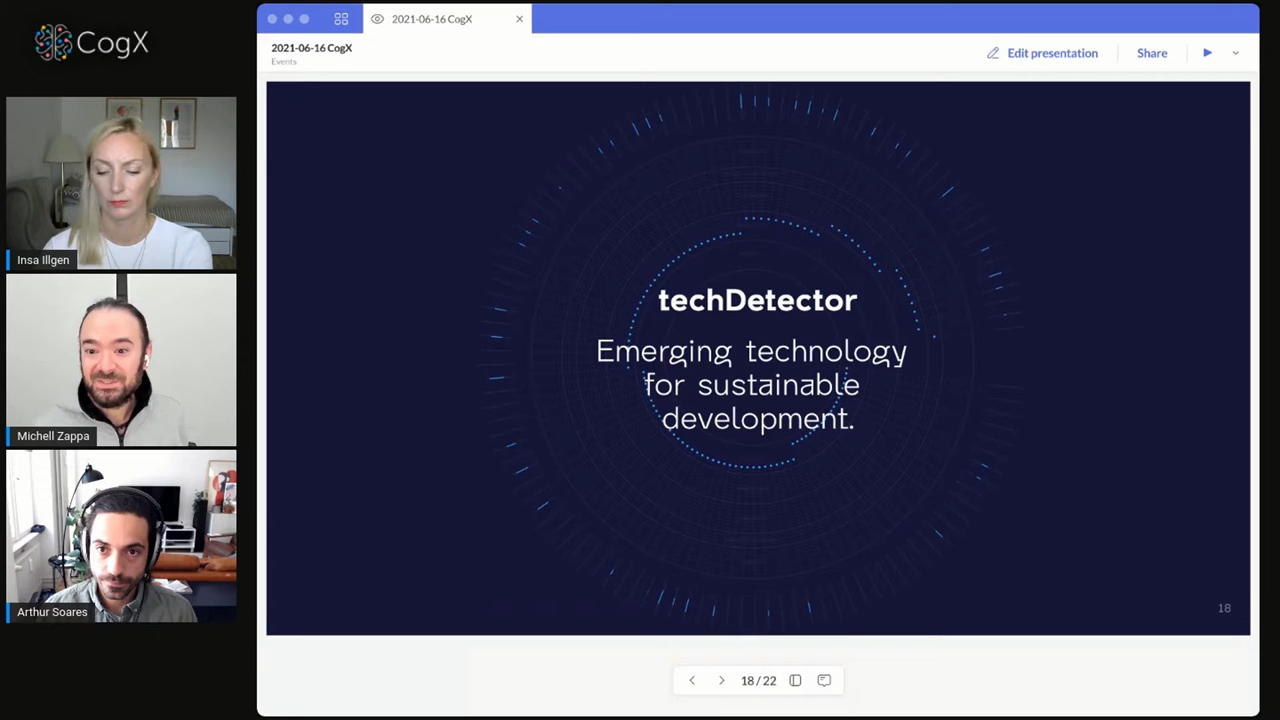 CogX
2021-06-16 CogX
2021-06-16 CogX
Events
Edit presentation
Share
Insa Illgen
Michell Zappa
Arthur Soares
techDetector
Emerging technology
for sustainable
development.
18
18 / 22